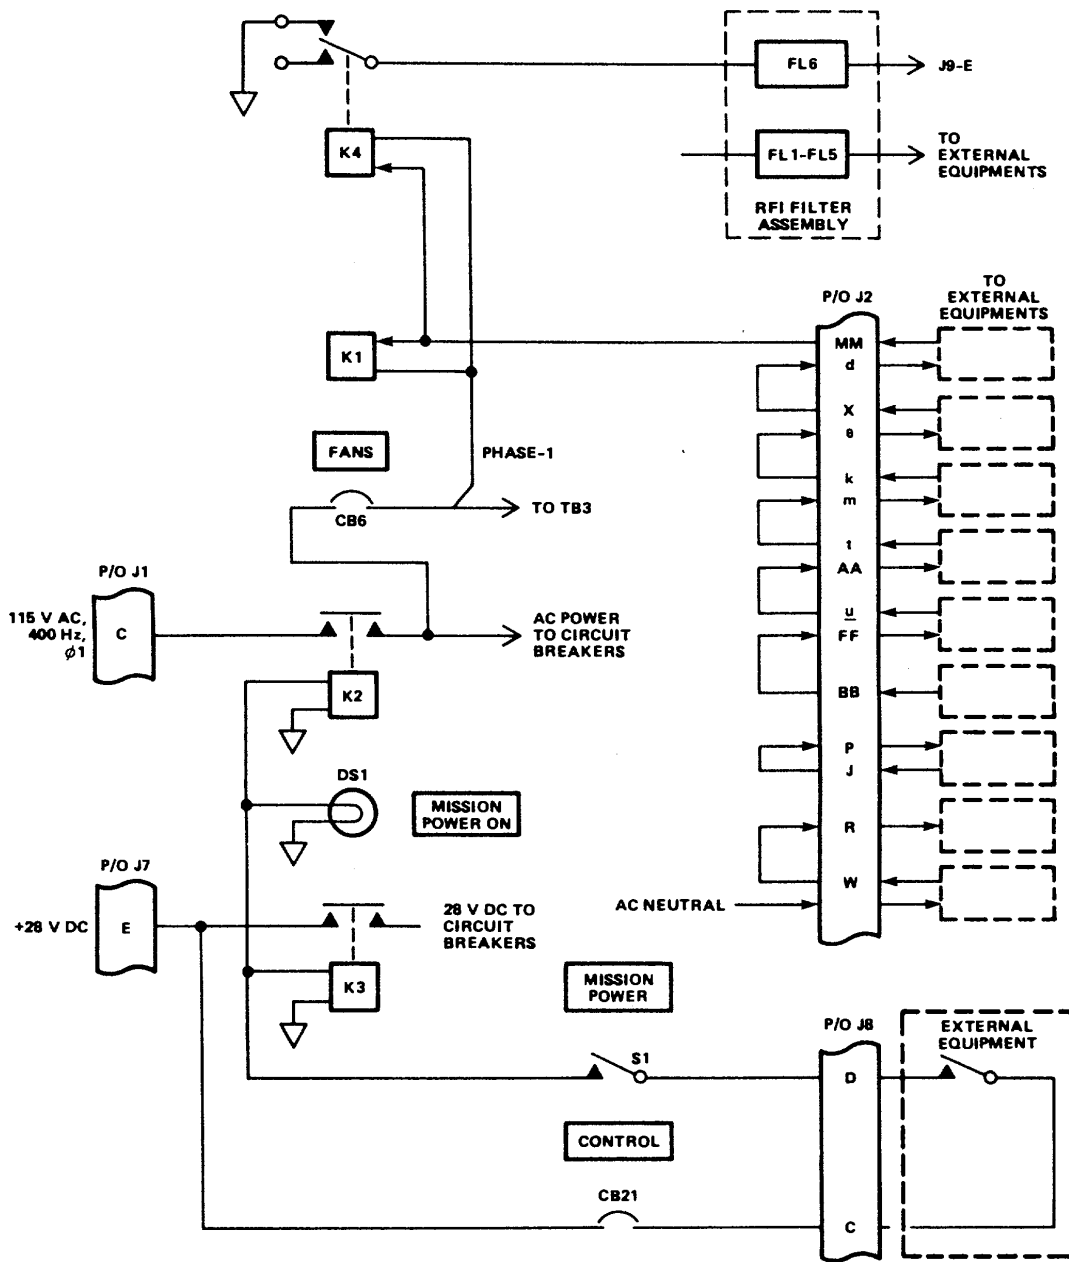 FL6
J9-E
K4
FL1-FL5
TO
EXTERNAL
EQUIPMENTS
RFI FILTER
ASSEMBLY
P/O J2
TO
EXTERNAL
EQUIPMENTS
K1
MM
d
X
θ
k
m
t
AA
u
FF
BB
P
J
R
W
FANS
PHASE-1
CB6
TO TB3
P/O J1
115 V AC,
400 Hz,
φ1
C
AC POWER
TO CIRCUIT
BREAKERS
K2
DS1
MISSION
POWER ON
P/O J7
+28 V DC
E
28 V DC TO
CIRCUIT
BREAKERS
AC NEUTRAL
K3
MISSION
POWER
P/O J8
EXTERNAL
EQUIPMENT
S1
D
CONTROL
CB21
C